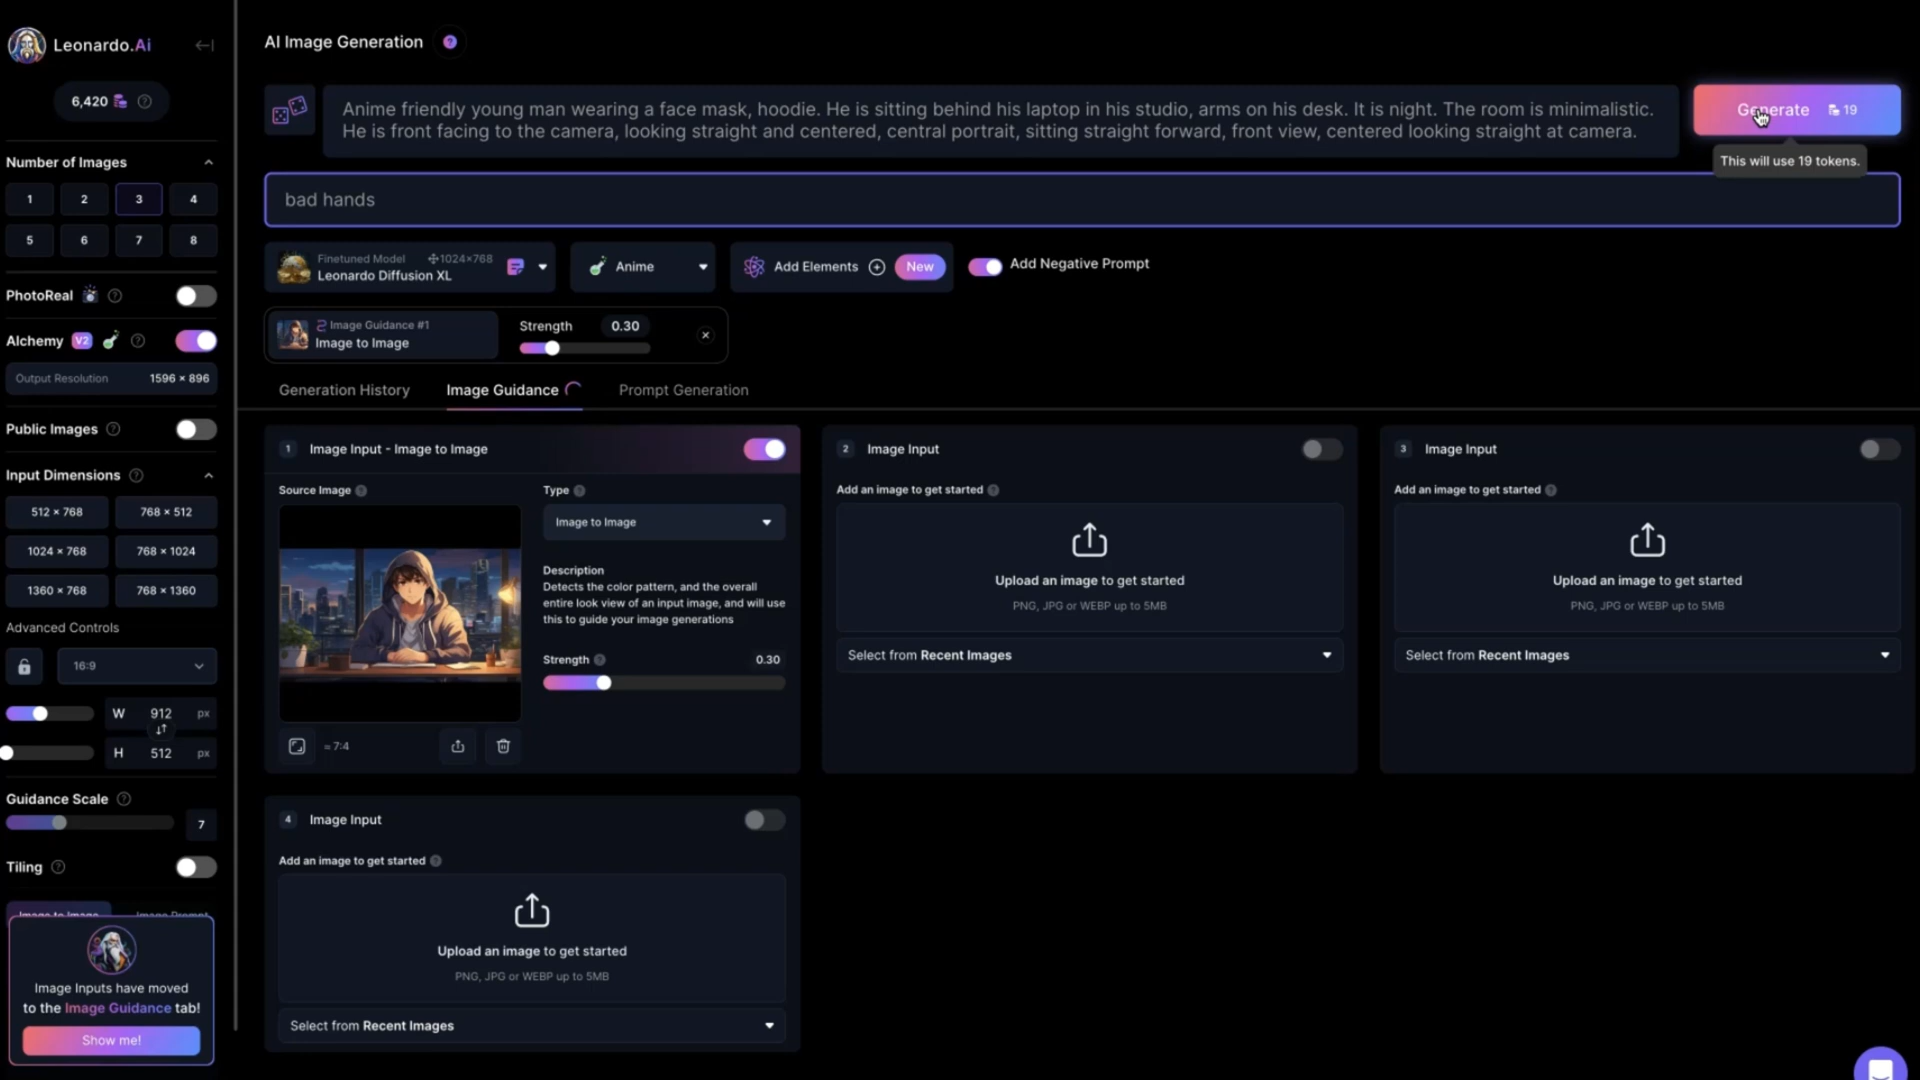 Leonardo.Ai
6,420
Number of Images
1
2
3
4
5
6
7
8
PhotoReal
Alchemy V2
Output Resolution 1596 × 896
Public Images
Input Dimensions
512 × 768
768 × 512
1024 × 768
768 × 1024
1360 × 768
768 × 1360
Advanced Controls
16:9
W 912 px
H 512 px
Guidance Scale
7
Tiling
Image to Image Image Prompt
Image Inputs have moved
to the Image Guidance tab!
Show me!
AI Image Generation
Anime friendly young man wearing a face mask, hoodie. He is sitting behind his laptop in his studio, arms on his desk. It is night. The room is minimalistic.
He is front facing to the camera, looking straight and centered, central portrait, sitting straight forward, front view, centered looking straight at camera.
Generate 19
This will use 19 tokens.
bad hands
Finetuned Model 1024×768
Leonardo Diffusion XL
Anime
Add Elements New
Add Negative Prompt
Image Guidance #1
Image to Image
Strength 0.30
Generation History
Image Guidance
Prompt Generation
1 Image Input - Image to Image
Source Image
= 7:4
Type
Image to Image
Description
Detects the color pattern, and the overall
entire look view of an input image, and will use
this to guide your image generations
Strength 0.30
2 Image Input
Add an image to get started
Upload an image to get started
PNG, JPG or WEBP up to 5MB
Select from Recent Images
3 Image Input
Add an image to get started
Upload an image to get started
PNG, JPG or WEBP up to 5MB
Select from Recent Images
4 Image Input
Add an image to get started
Upload an image to get started
PNG, JPG or WEBP up to 5MB
Select from Recent Images